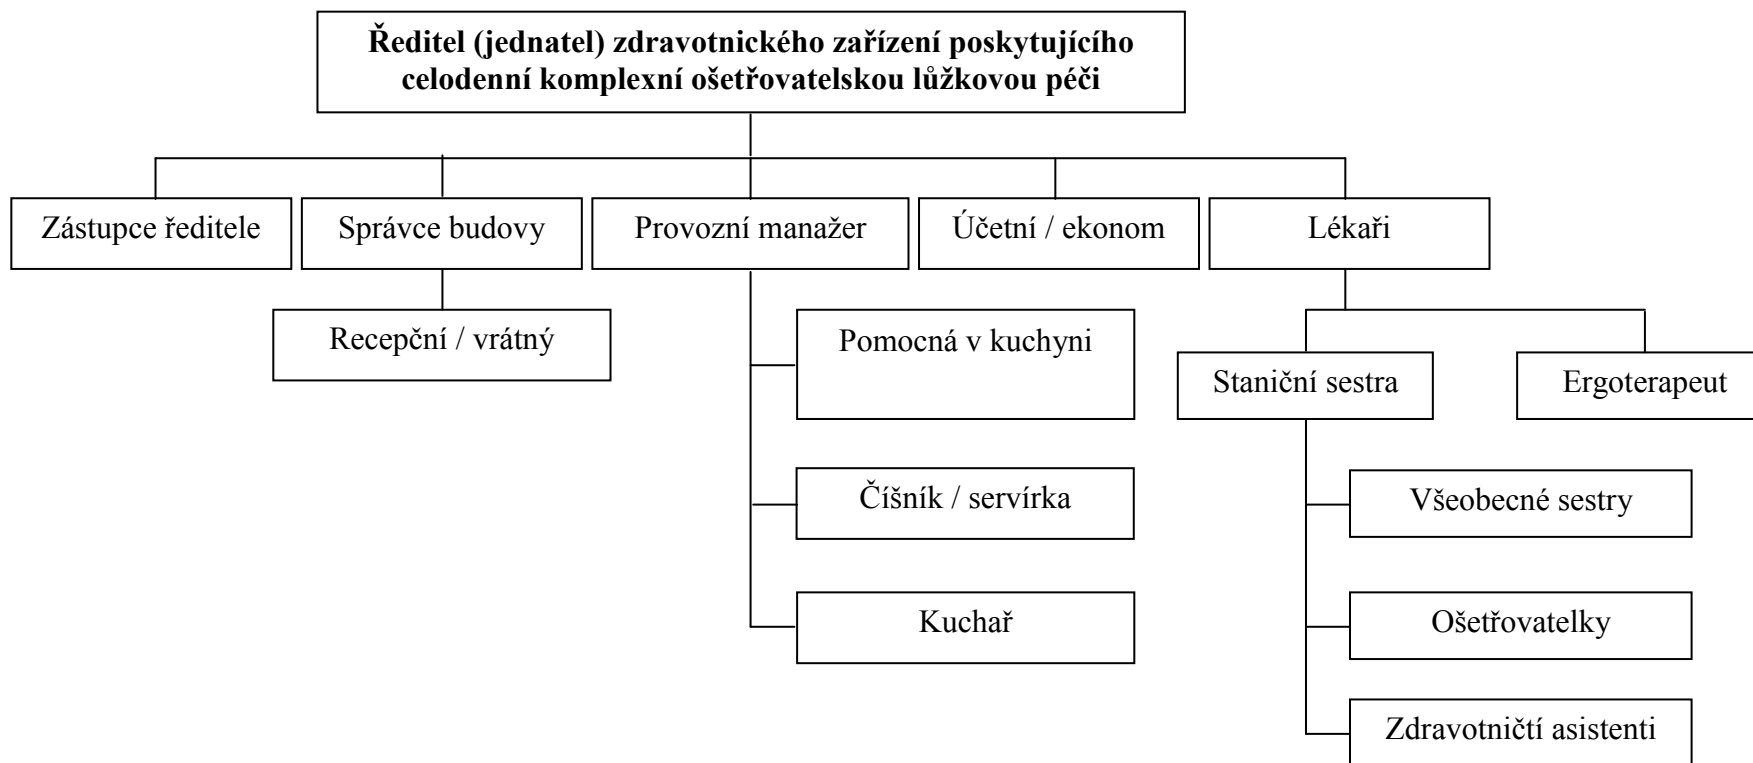 Ředitel (jednatel) zdravotnického zařízení poskytujícího
celodenní komplexní ošetřovatelskou lůžkovou péči
Zástupce ředitele
Správce budovy
Provozní manažer
Účetní / ekonom
Lékaři
Recepční / vrátný
Pomocná v kuchyni
Staniční sestra
Ergoterapeut
Číšník / servírka
Všeobecné sestry
Kuchař
Ošetřovatelky
Zdravotničtí asistenti